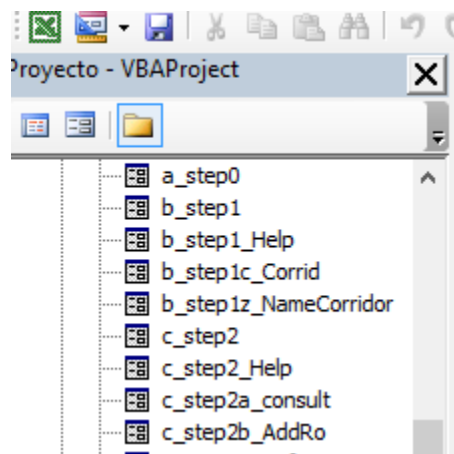 Proyecto - VBAProject
a_step0
b_step1
b_step1_Help
b_step1c_Corrid
b_step1z_NameCorridor
c_step2
c_step2_Help
c_step2a_consult
c_step2b_AddRo